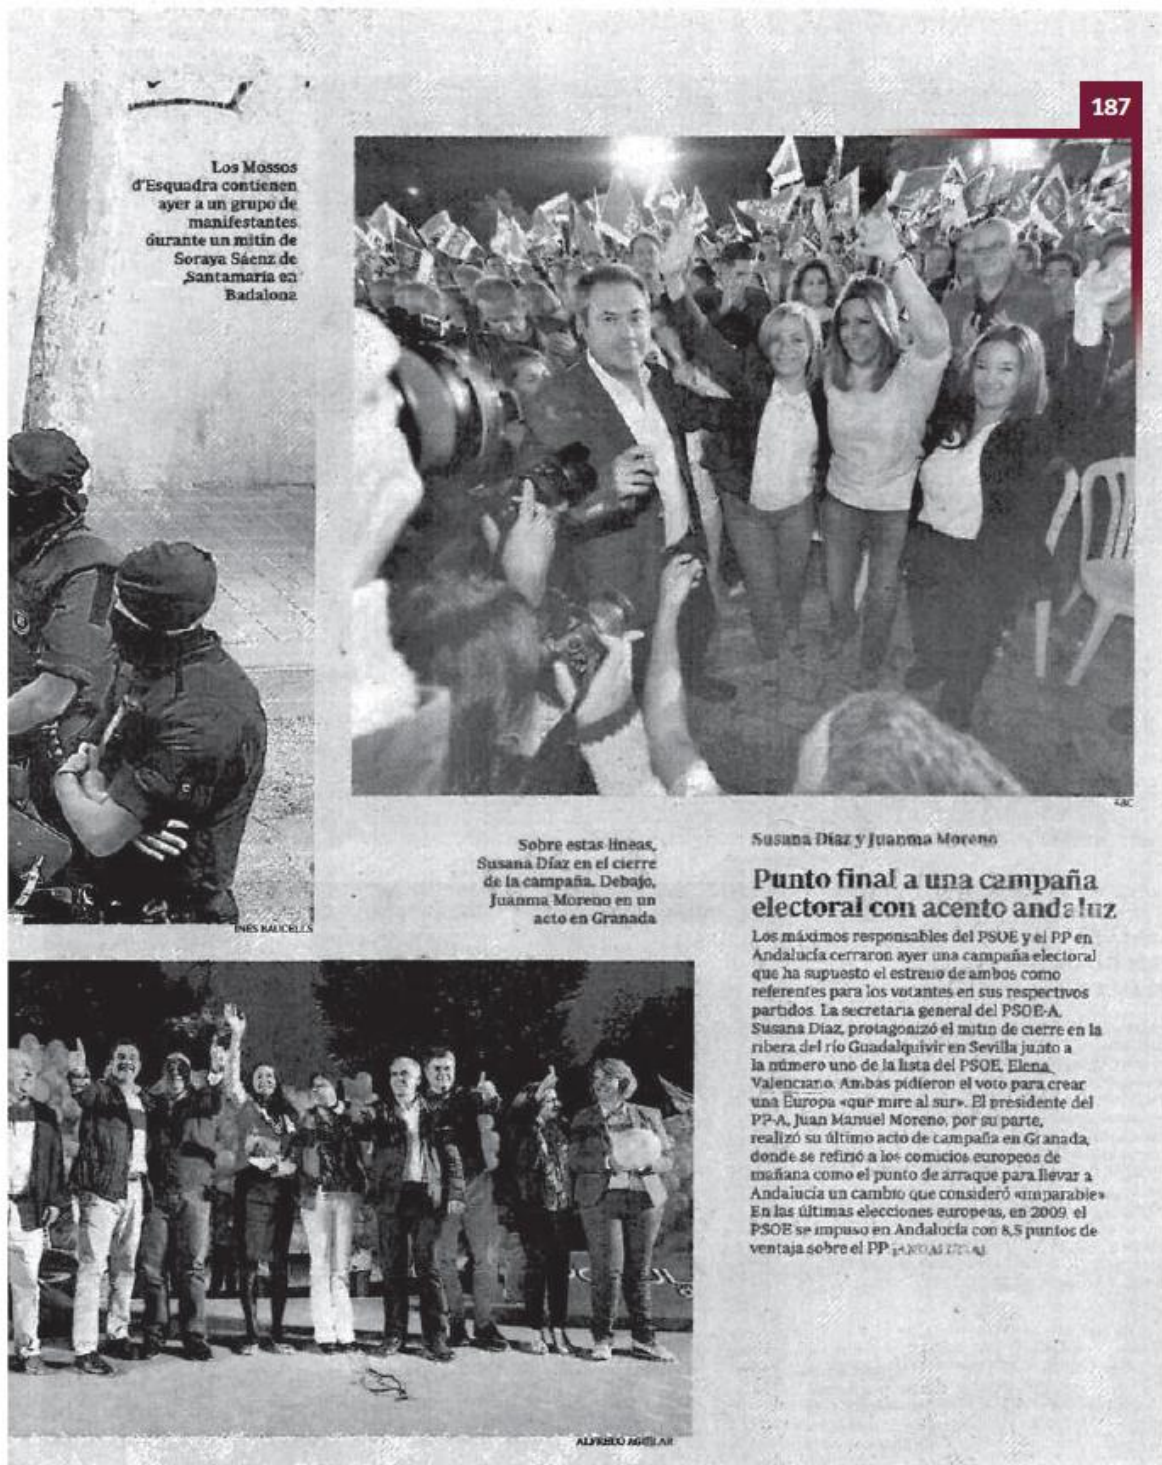 187
Los Mossos
d'Esquadra contienen
ayer a un grupo de
manifestantes
durante un mitin de
Soraya Sáenz de
Santamaría en
Badalona
INES BAUCELLS
ABC
Sobre estas líneas,
Susana Díaz en el cierre
de la campaña. Debajo,
Juanma Moreno en un
acto en Granada
Susana Díaz y Juanma Moreno
Punto final a una campaña
electoral con acento andaluz
Los máximos responsables del PSOE y el PP en
Andalucía cerraron ayer una campaña electoral
que ha supuesto el estreno de ambos como
referentes para los votantes en sus respectivos
partidos. La secretaria general del PSOE-A,
Susana Díaz, protagonizó el mitin de cierre en la
ribera del río Guadalquivir en Sevilla junto a
la número uno de la lista del PSOE, Elena
Valenciano. Ambas pidieron el voto para crear
una Europa «que mire al sur». El presidente del
PP-A, Juan Manuel Moreno, por su parte,
realizó su último acto de campaña en Granada,
donde se refirió a los comicios europeos de
mañana como el punto de arraque para llevar a
Andalucía un cambio que consideró «imparable»
En las últimas elecciones europeas, en 2009, el
PSOE se impuso en Andalucía con 8,5 puntos de
ventaja sobre el PP
ALFREDO AGUILAR